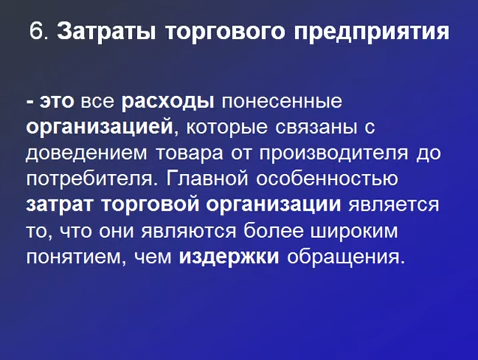 6. Затраты торгового предприятия
- это все расходы понесенные
организацией, которые связаны с
доведением товара от производителя до
потребителя. Главной особенностью
затрат торговой организации является
то, что они являются более широким
понятием, чем издержки обращения.